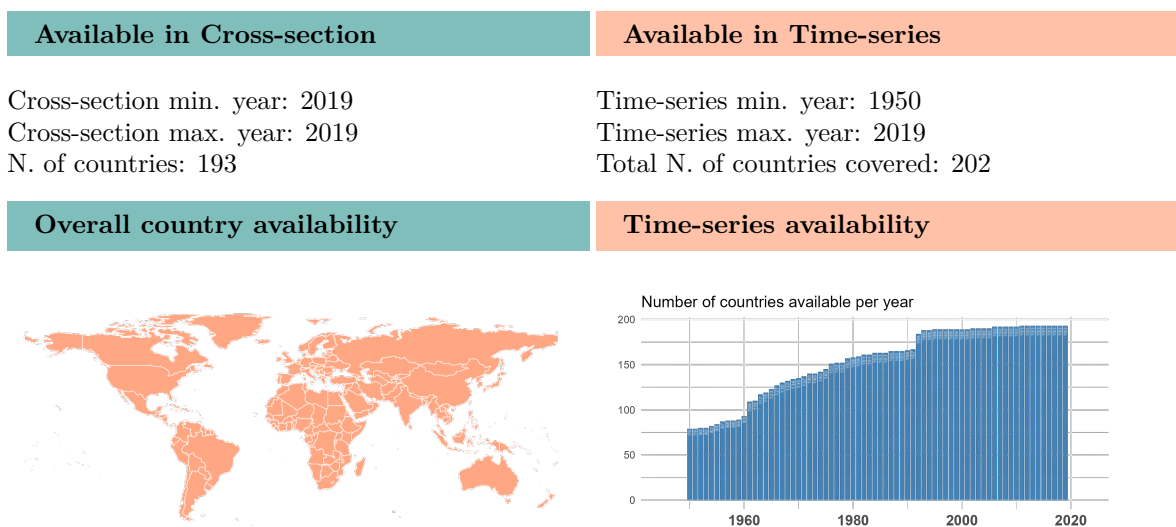 Available in Cross-section
Available in Time-series
Cross-section min. year: 2019
Cross-section max. year: 2019
N. of countries: 193
Time-series min. year: 1950
Time-series max. year: 2019
Total N. of countries covered: 202
Overall country availability
Time-series availability
Number of countries available per year
200
150
100
50
0
1960 1980 2000 2020